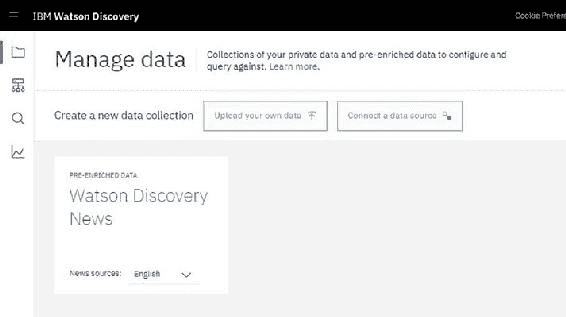 IBM Watson Discovery
Cookie Prefere
Manage data
Collections of your private data and pre-enriched data to configure and
query against. Learn more.
Create a new data collection
Upload your own data
Connect a data source
PRE-ENRICHED DATA
Watson Discovery
News
News sources:
English